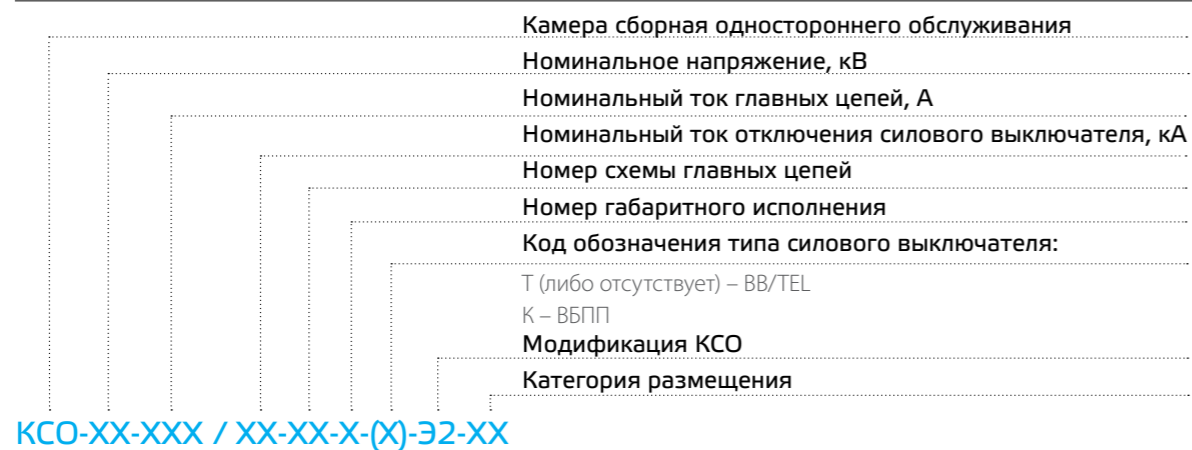 Камера сборная одностороннего обслуживания
Номинальное напряжение, кВ
Номинальный ток главных цепей, А
Номинальный ток отключения силового выключателя, кА
Номер схемы главных цепей
Номер габаритного исполнения
Код обозначения типа силового выключателя:
Т (либо отсутствует) – ВВ/TEL
К – ВБПП
Модификация КСО
Категория размещения
КСО-ХХ-ХХХ / ХХ-ХХ-Х-(Х)-Э2-ХХ